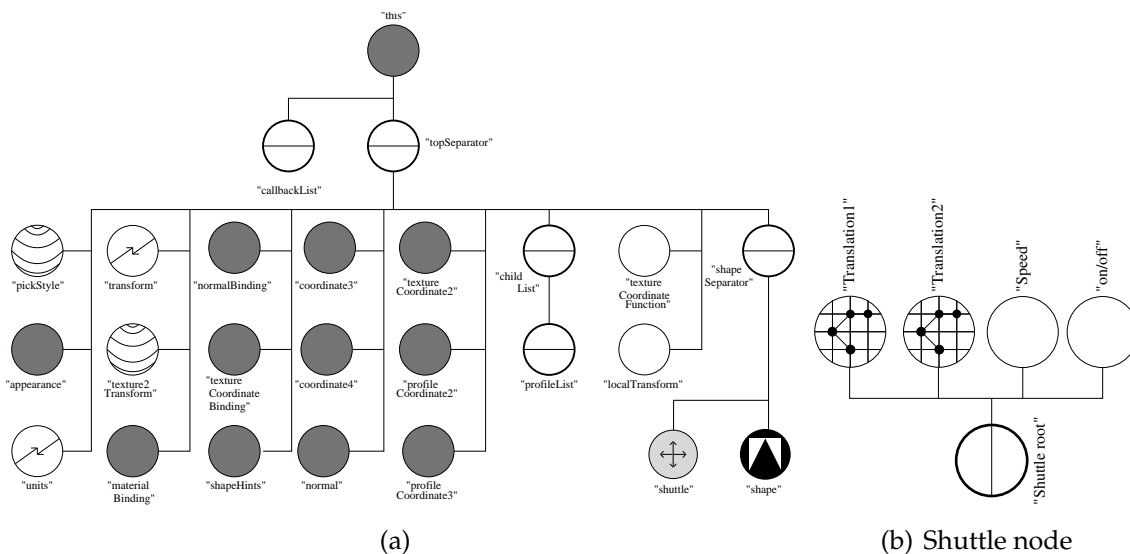 "this"
"callbackList"
"topSeparator"
"pickStyle"
"transform"
"normalBinding"
"coordinate3"
"texture
Coordinate2"
"child
List"
"texture
Coordinate
Function"
"shape
Separator"
"appearance"
"texture2
Transform"
"texture
Coordinate
Binding"
"coordinate4"
"profile
Coordinate2"
"profileList"
"localTransform"
"units"
"material
Binding"
"shapeHints"
"normal"
"profile
Coordinate3"
"shuttle"
"shape"
(a)
"Translation1"
"Translation2"
"Speed"
"on/off"
"Shuttle root"
(b) Shuttle node